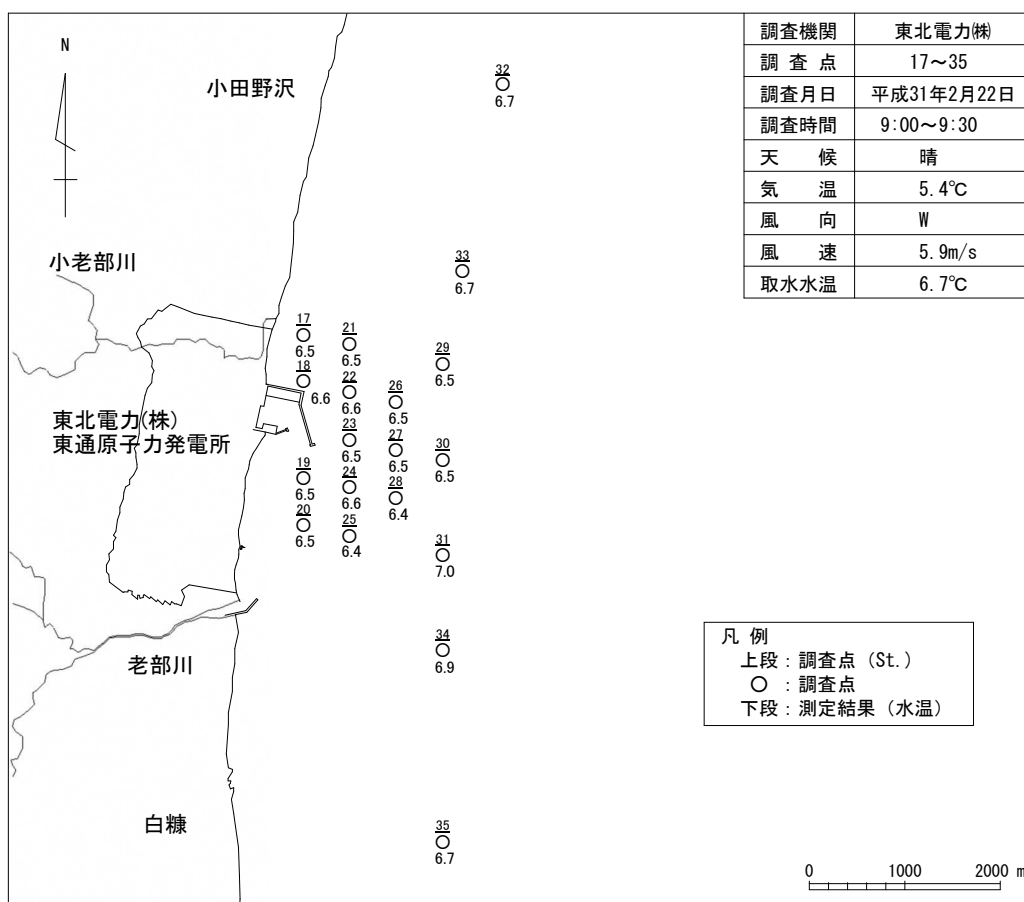 調査機関 東北電力㈱
調査点 17～35
調査月日 平成31年2月22日
調査時間 9:00～9:30
天候 晴
気温 5.4℃
風向 W
風速 5.9m/s
取水水温 6.7℃
N
小田野沢
32
6.7
小老部川
33
6.7
17
6.5
21
6.5
29
6.5
18
6.6
22
6.6
26
6.5
東北電力(株)
東通原子力発電所
23
6.5
27
6.5
30
6.5
19
6.5
24
6.6
28
6.4
20
6.5
25
6.4
31
7.0
老部川
34
6.9
凡 例
上段：調査点（St.）
○ ：調査点
下段：測定結果（水温）
白糠
35
6.7
0 1000 2000 m